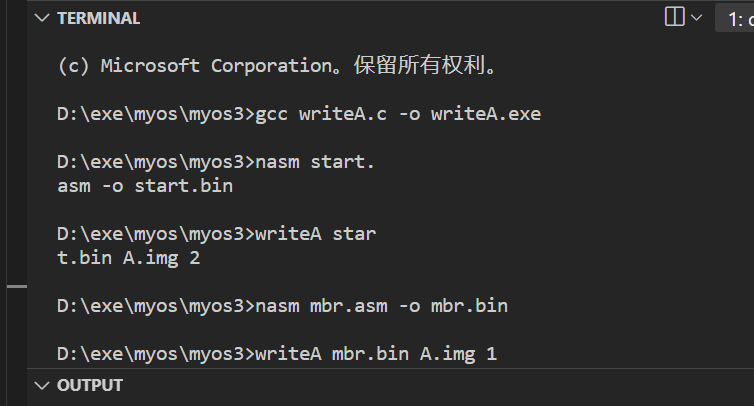 TERMINAL
1: c
(c) Microsoft Corporation。保留所有权利。
D:\exe\myos\myos3>gcc writeA.c -o writeA.exe
D:\exe\myos\myos3>nasm start.
asm -o start.bin
D:\exe\myos\myos3>writeA star
t.bin A.img 2
D:\exe\myos\myos3>nasm mbr.asm -o mbr.bin
D:\exe\myos\myos3>writeA mbr.bin A.img 1
OUTPUT